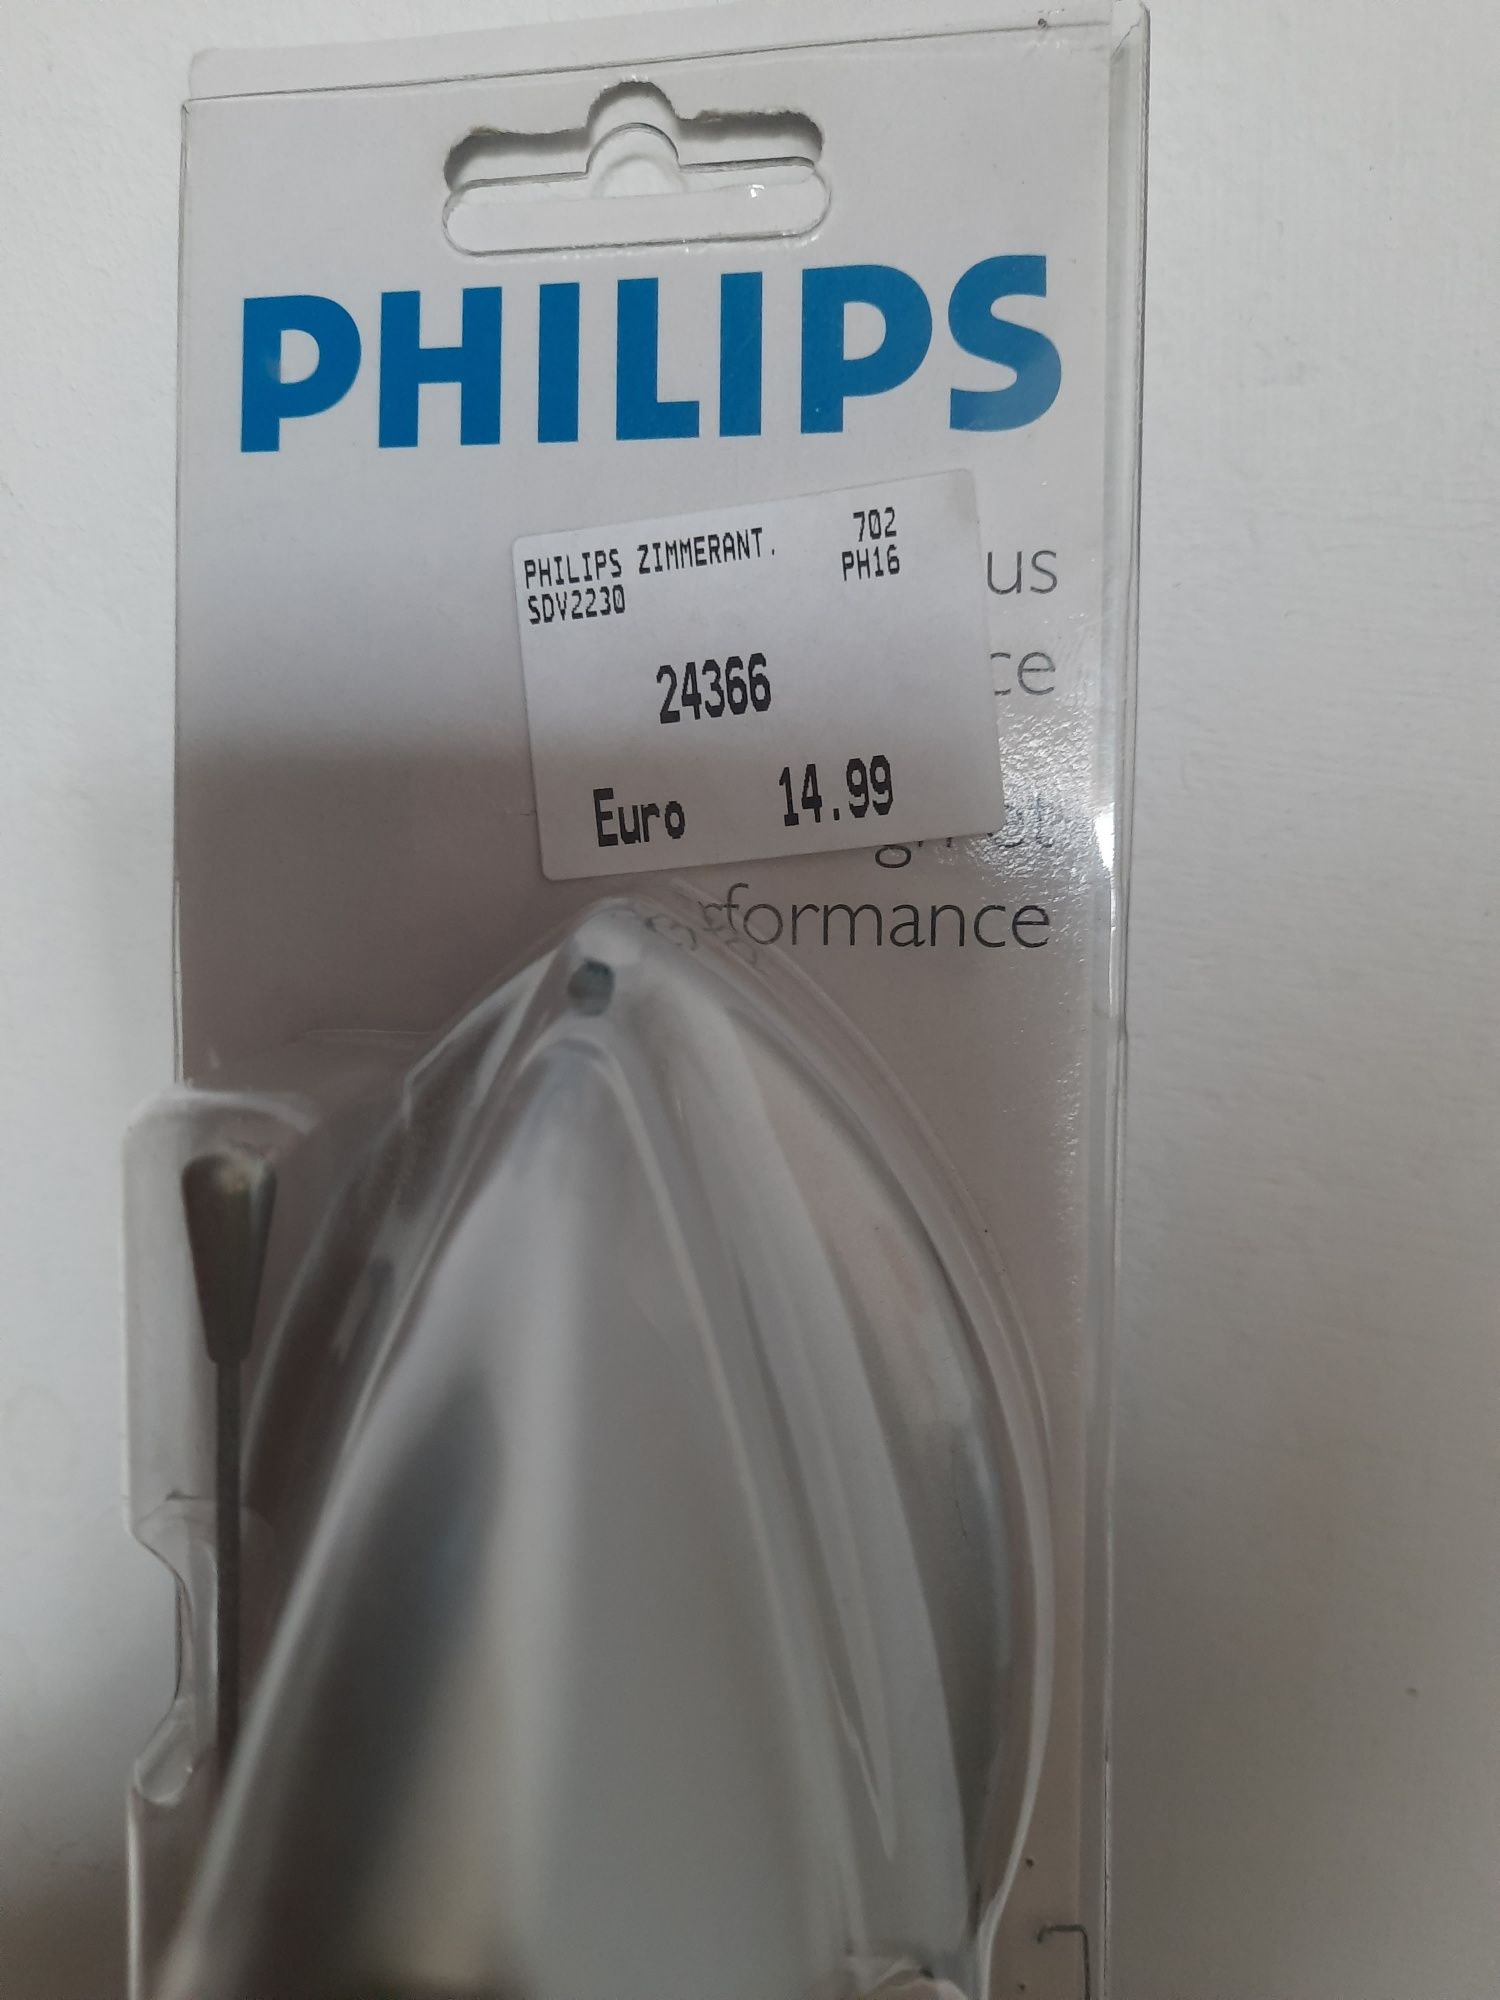 PHILIPS
PHILIPS ZIMMERANT. 702
SDV2230 PH16
24366
Euro 14.99
us
ce
formance